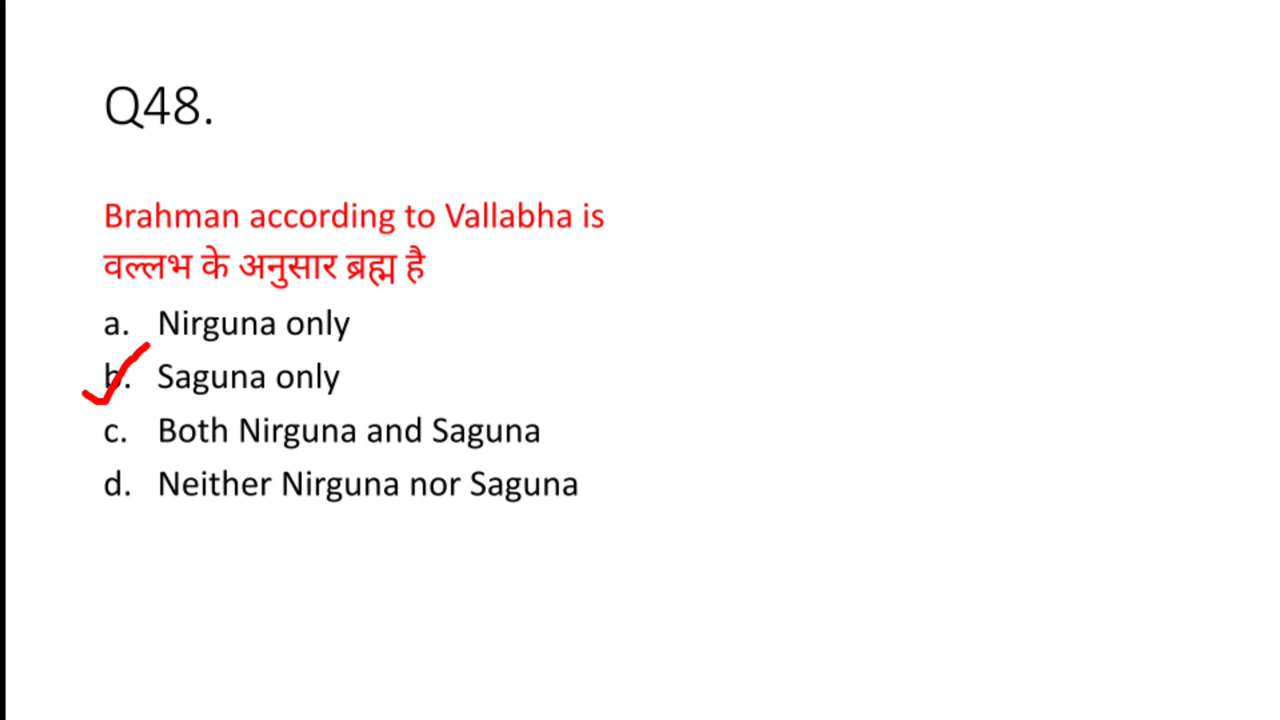 Q48.
Brahman according to Vallabha is
वल्लभ के अनुसार ब्रह्म है
a. Nirguna only
b. Saguna only
c. Both Nirguna and Saguna
d. Neither Nirguna nor Saguna